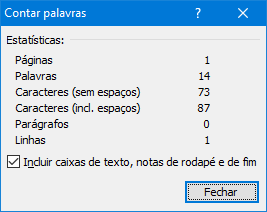 Contar palavras
Estatísticas:
Páginas 1
Palavras 14
Caracteres (sem espaços) 73
Caracteres (incl. espaços) 87
Parágrafos 0
Linhas 1
Incluir caixas de texto, notas de rodapé e de fim
Fechar